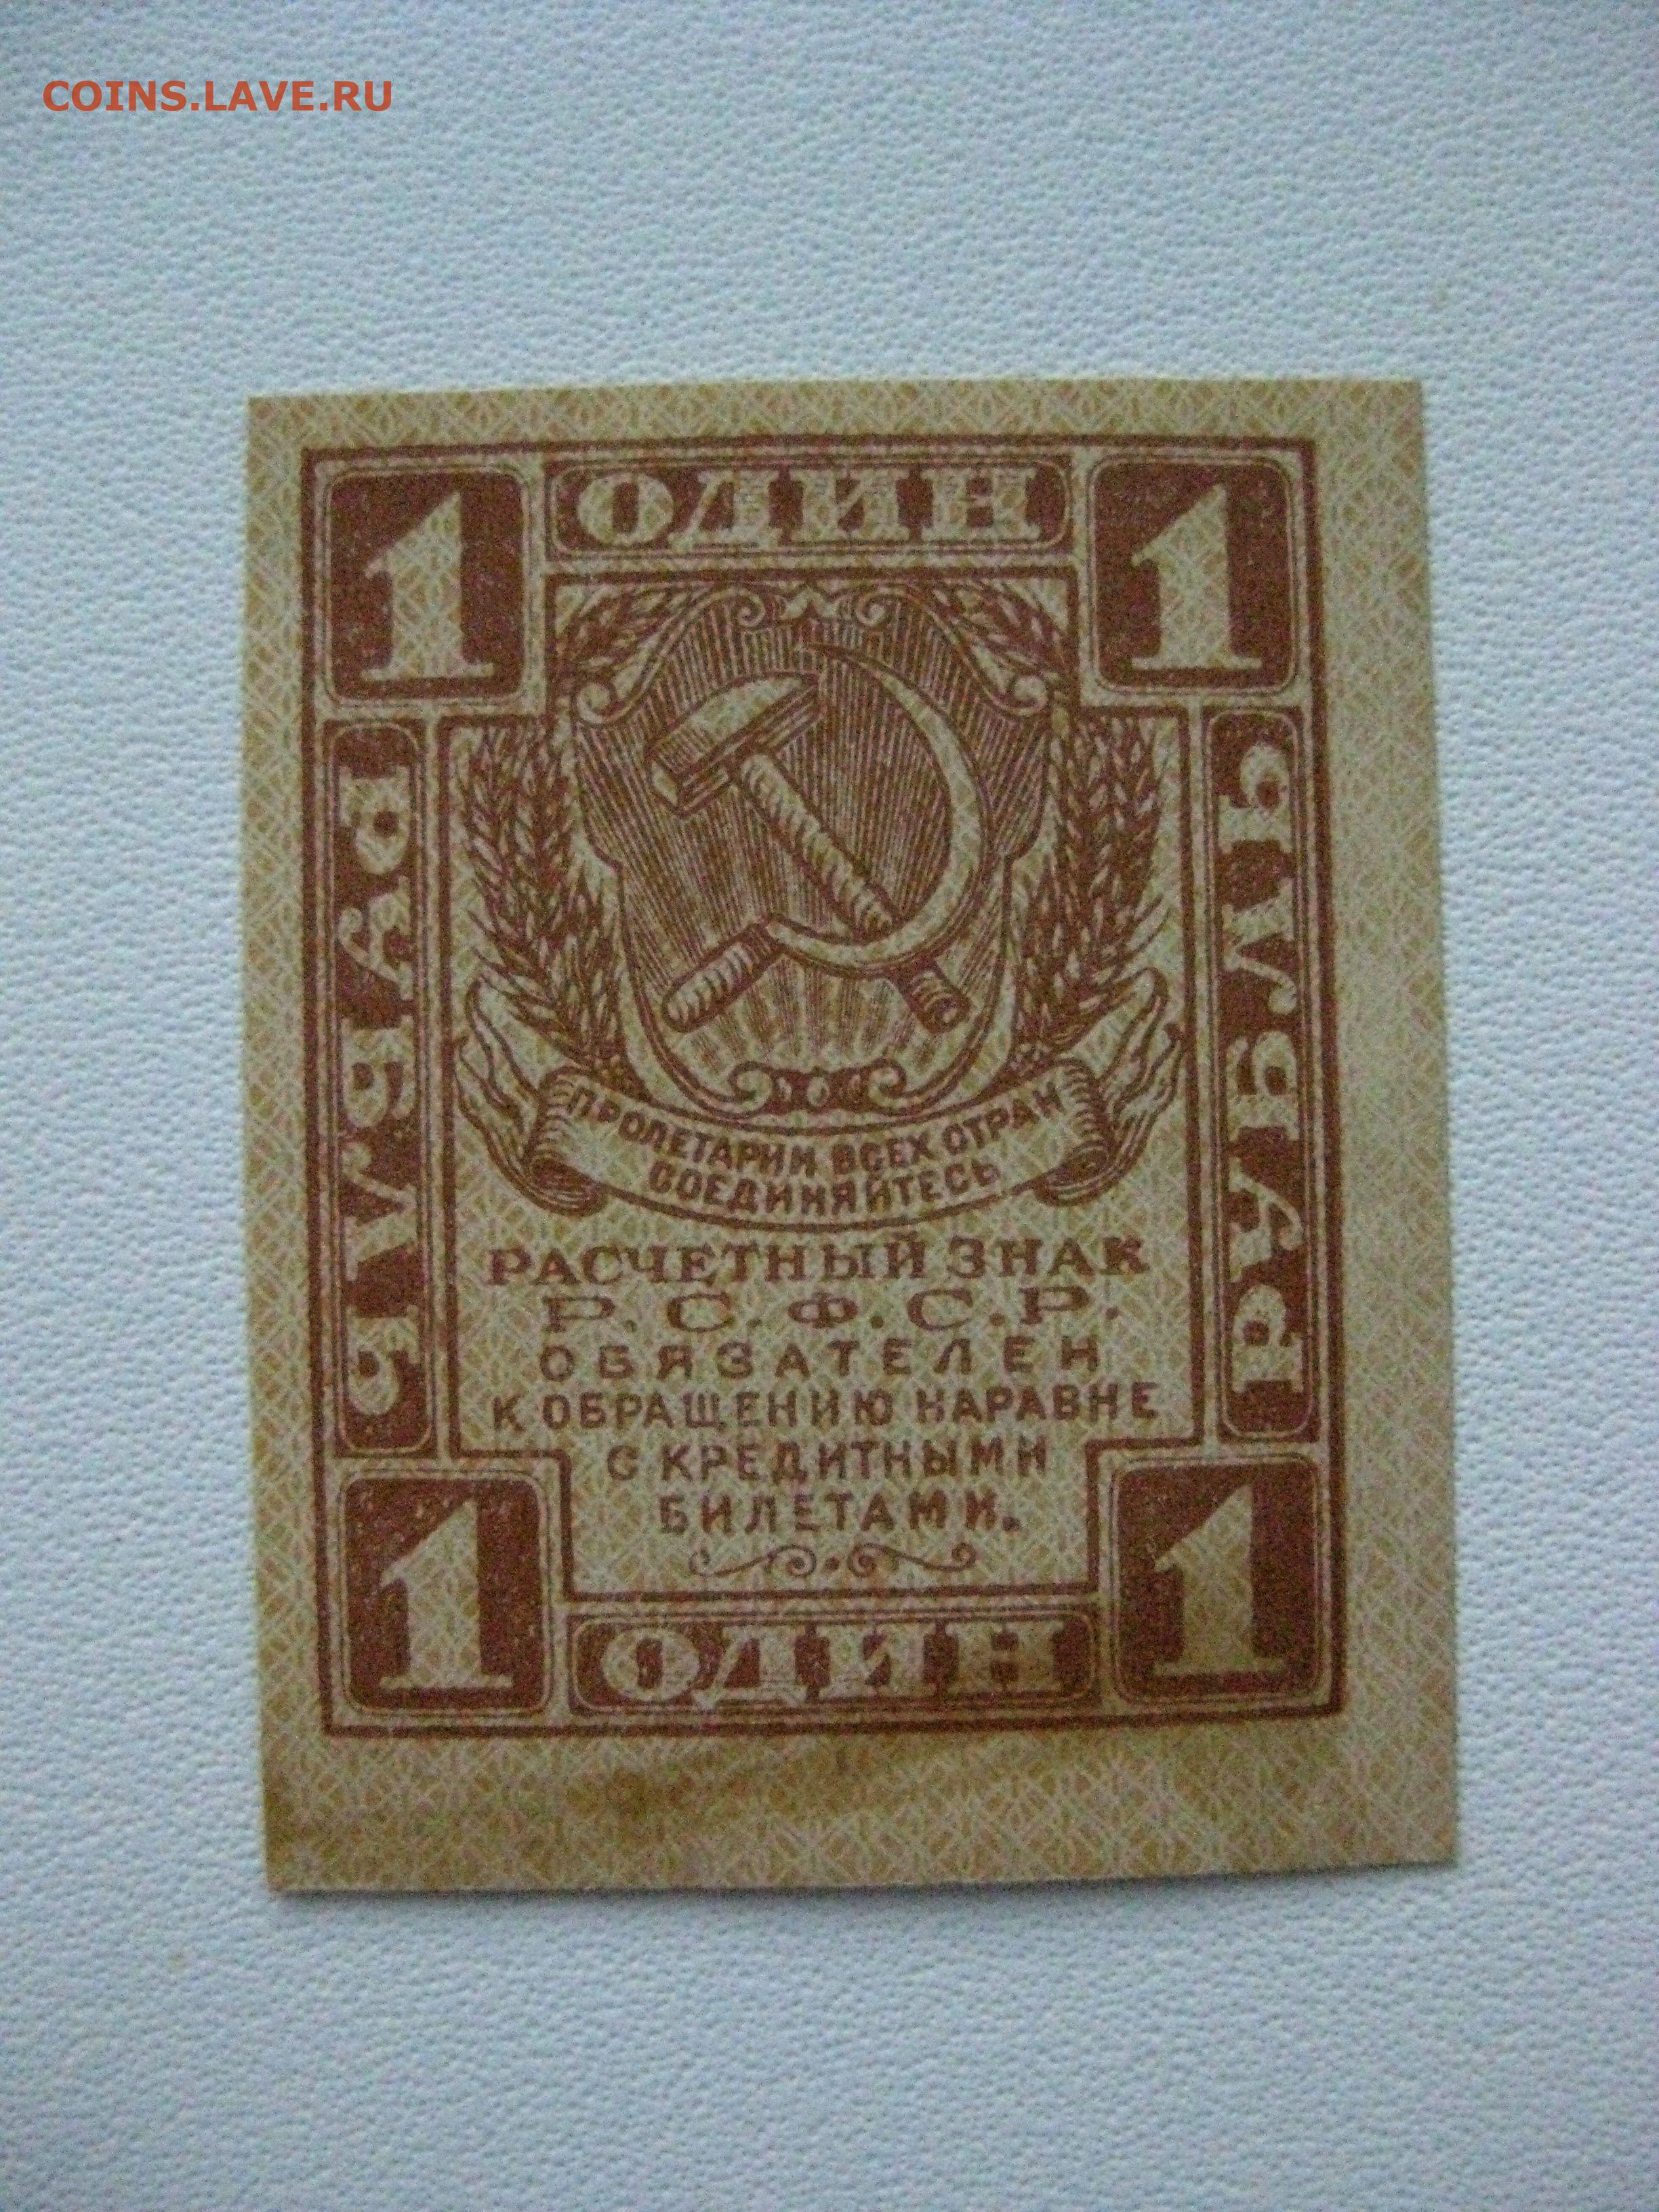 COINS.LAVE.RU
1 ОДИН 1
РУБЛЬ
РУБЛЬ
ПРОЛЕТАРИИ ВСЕХ СТРАН
СОЕДИНЯЙТЕСЬ
РАСЧЕТНЫЙ ЗНАК
Р.С.Ф.С.Р.
ОБЯЗАТЕЛЕН
К ОБРАЩЕНИЮ НАРАВНЕ
С КРЕДИТНЫМИ
БИЛЕТАМИ.
1 ОДИН 1